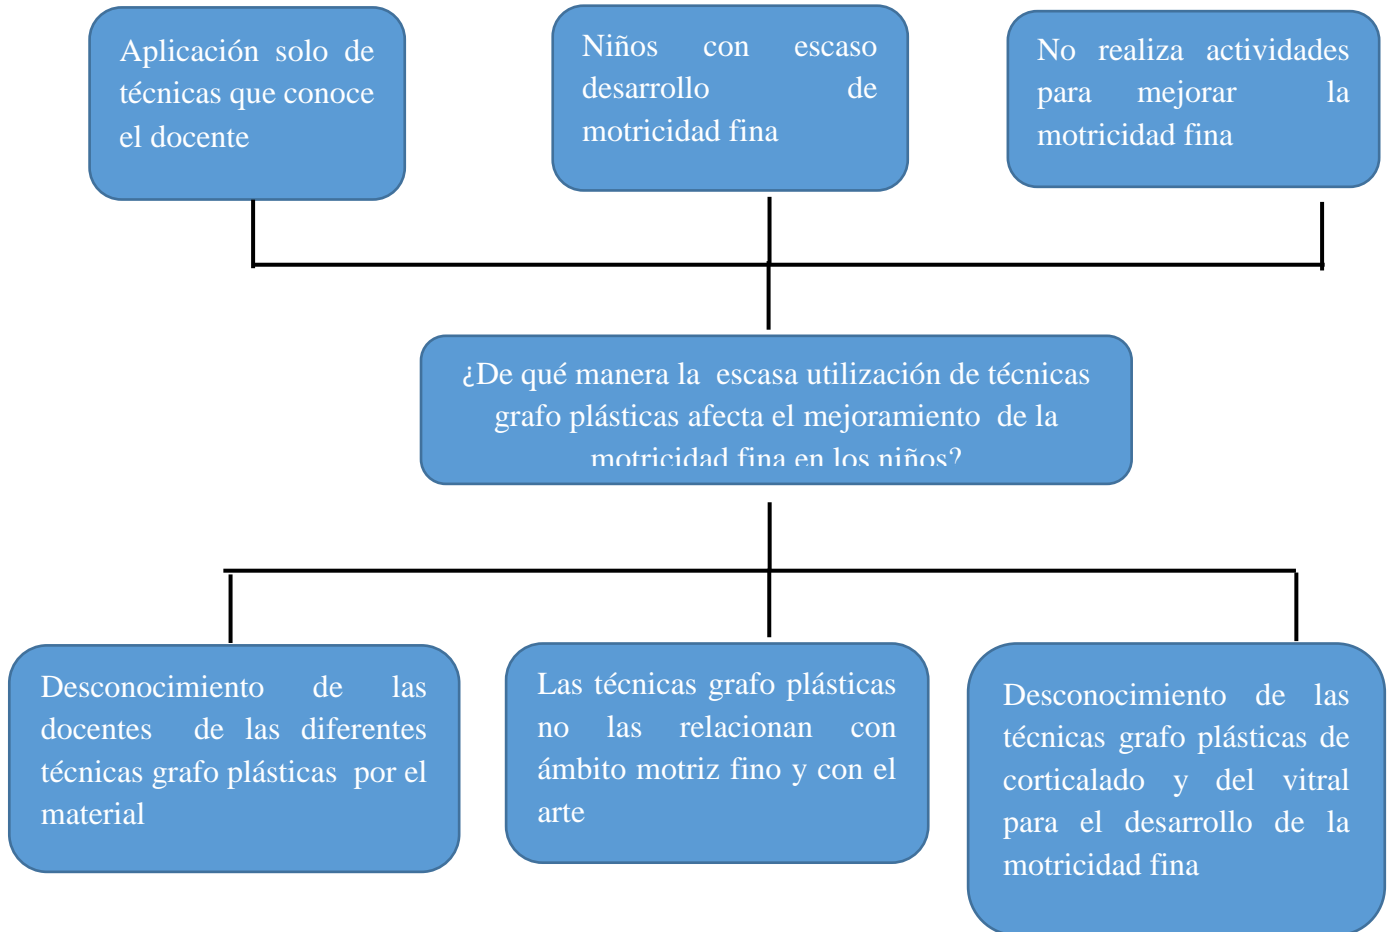 Aplicación solo de
técnicas que conoce
el docente
Niños con escaso
desarrollo de
motricidad fina
No realiza actividades
para mejorar la
motricidad fina
¿De qué manera la escasa utilización de técnicas
grafo plásticas afecta el mejoramiento de la
motricidad fina en los niños?
Desconocimiento de las
docentes de las diferentes
técnicas grafo plásticas por el
material
Las técnicas grafo plásticas
no las relacionan con
ámbito motriz fino y con el
arte
Desconocimiento de las
técnicas grafo plásticas de
corticalado y del vitral
para el desarrollo de la
motricidad fina